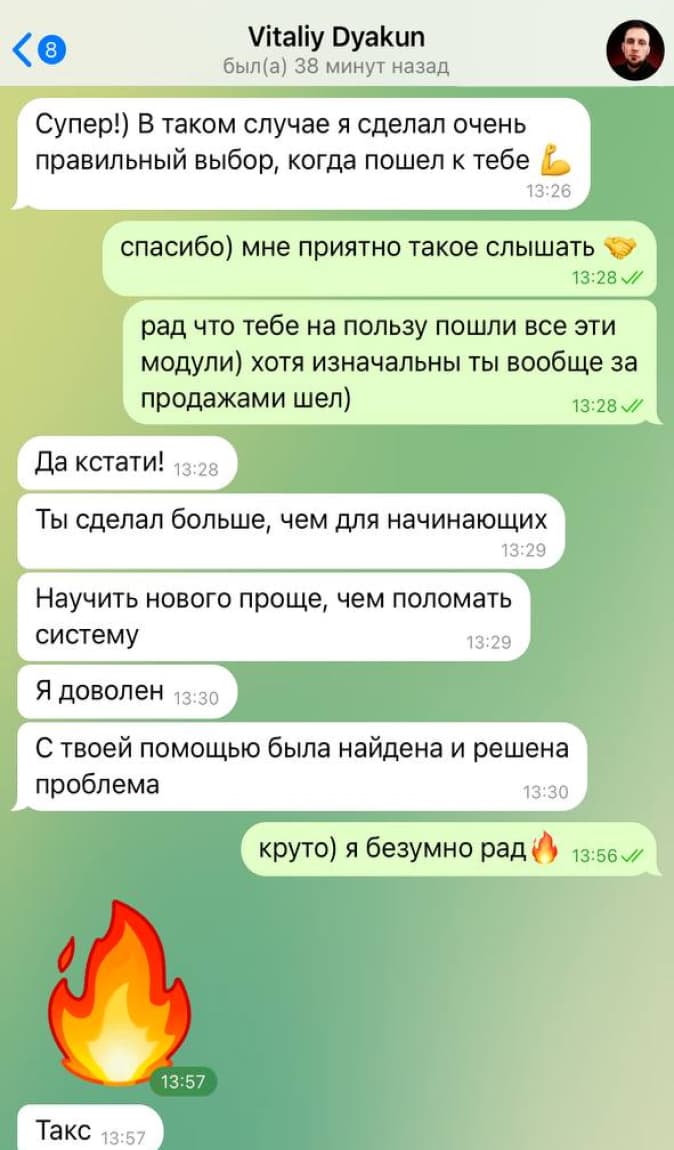 8
Vitaliy Dyakun
был(а) 38 минут назад
Супер!) В таком случае я сделал очень
правильный выбор, когда пошел к тебе 💪
13:26
спасибо) мне приятно такое слышать 🤝
13:28
рад что тебе на пользу пошли все эти
модули) хотя изначальны ты вообще за
продажами шел)
13:28
Да кстати! 13:28
Ты сделал больше, чем для начинающих
13:29
Научить нового проще, чем поломать
систему
13:29
Я доволен 13:30
С твоей помощью была найдена и решена
проблема
13:30
круто) я безумно рад🔥 13:56
13:57
Такс 13:57